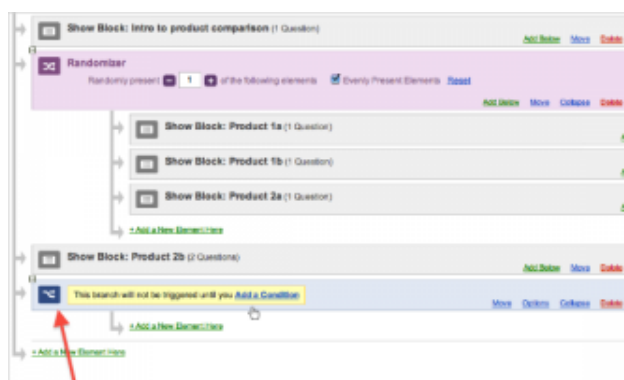 Show Block: Intro to product comparison (1 Question)
Add Below Move Delete
Randomizer
Randomly present 1 of the following elements Evenly Present Elements Reset
Add Below Move Collapse Delete
Show Block: Product 1a (1 Question)
Show Block: Product 1b (1 Question)
Show Block: Product 2a (1 Question)
+ Add a New Element Here
Show Block: Product 2b (2 Questions)
Add Below Move Delete
This branch will not be triggered until you Add a Condition
Move Options Collapse Delete
+ Add a New Element Here
+ Add a New Element Here